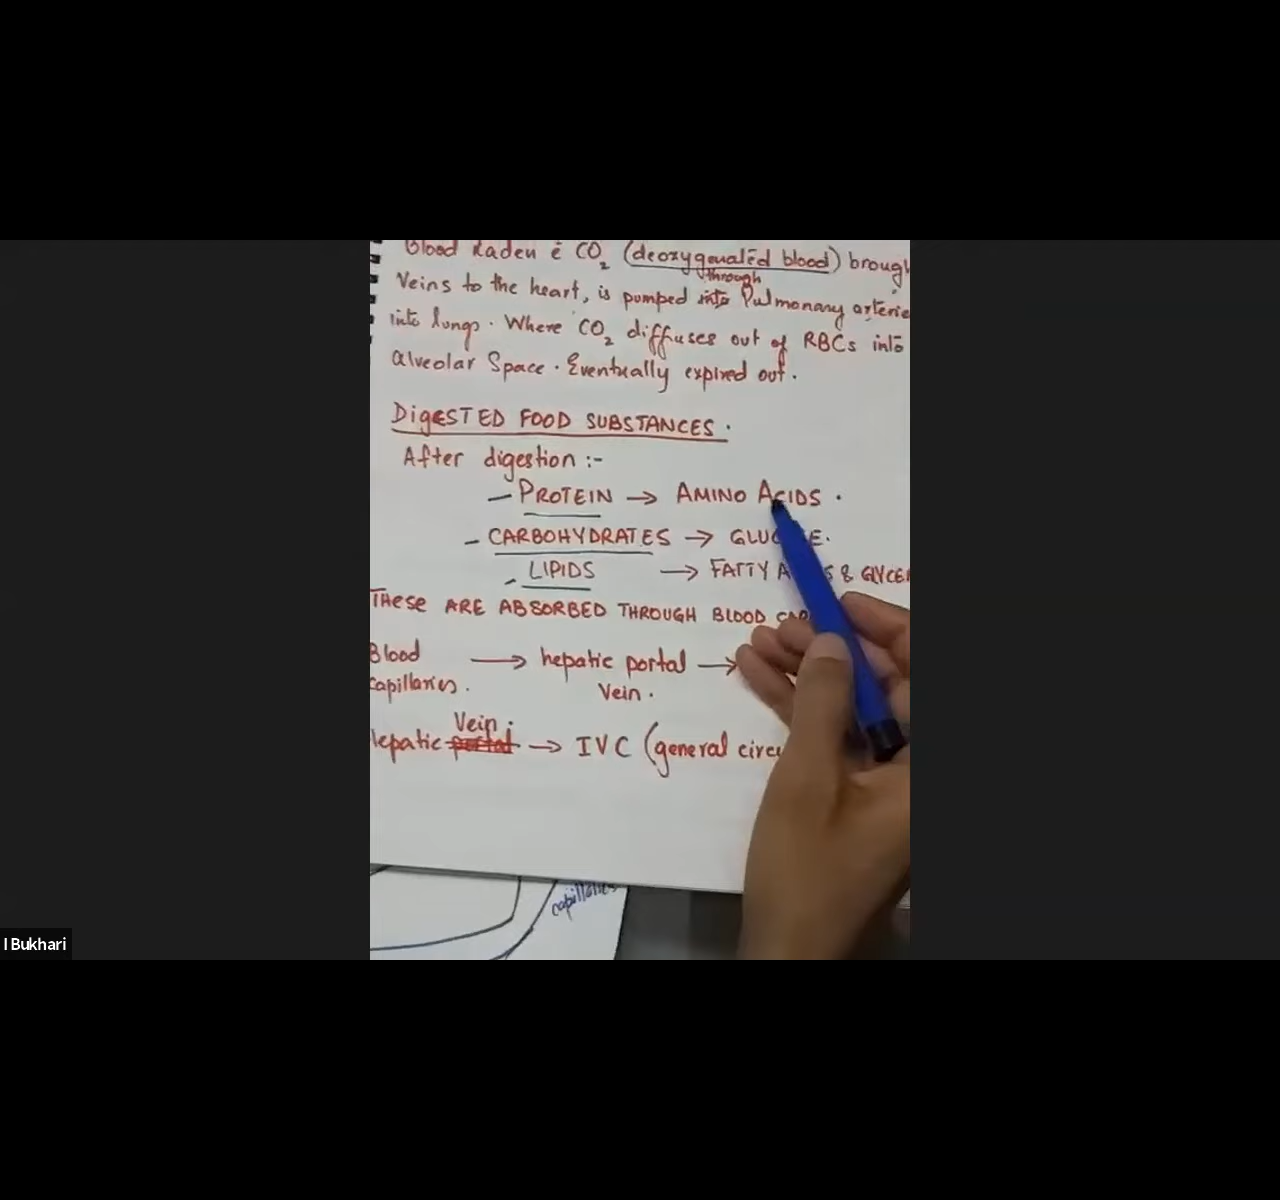 Blood Laden c̄ CO2 (deoxygenated blood) brough
Veins to the heart, is pumped into through Pulmonary arterie
into lungs. Where CO2 diffuses out of RBCs into
alveolar Space. Eventually expired out.
DigESTED FOOD SUBSTANCES.
After digestion :-
– PROTEIN → AMINO ACIDS.
– CARBOHYDRATES → GLUCOSE.
– LIPIDS → FATTY & GLYCE
THESE ARE ABSORBED THROUGH BLOOD
Blood → hepatic portal →
Capillaries. Vein.
Vein.
hepatic portal → IVC (general circu
capillaries
I Bukhari